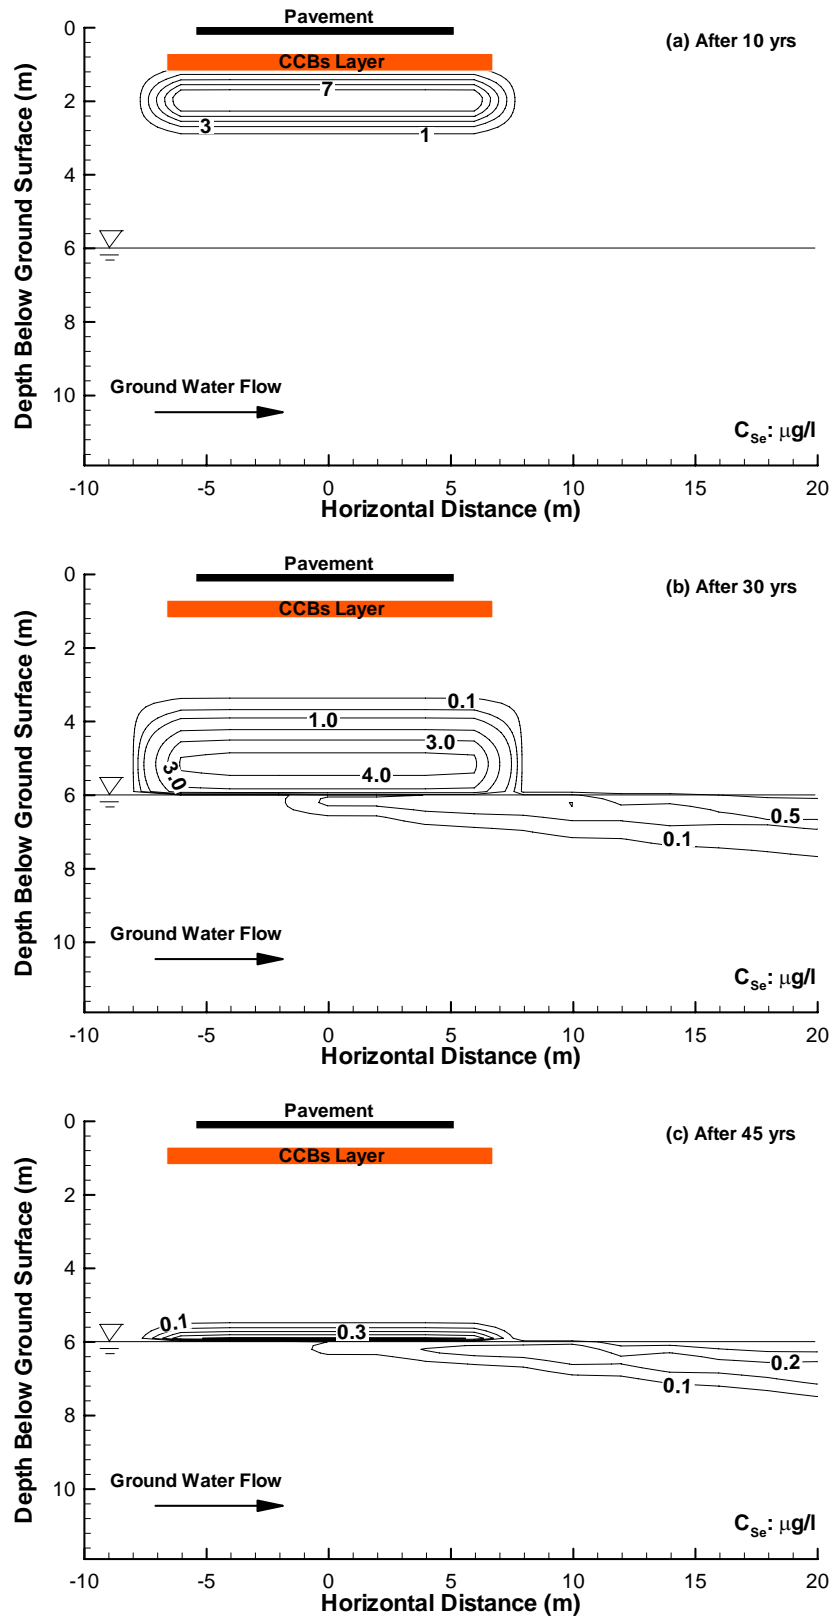 Pavement
(a) After 10 yrs
CCBs Layer
7
3
1
Ground Water Flow
C_Se: µg/l
0
2
4
6
8
10
Depth Below Ground Surface (m)
-10 -5 0 5 10 15 20
Horizontal Distance (m)
Pavement
(b) After 30 yrs
CCBs Layer
0.1
1.0
3.0
3.0
4.0
0.5
0.1
Ground Water Flow
C_Se: µg/l
0
2
4
6
8
10
Depth Below Ground Surface (m)
-10 -5 0 5 10 15 20
Horizontal Distance (m)
Pavement
(c) After 45 yrs
CCBs Layer
0.1
0.3
0.2
0.1
Ground Water Flow
C_Se: µg/l
0
2
4
6
8
10
Depth Below Ground Surface (m)
-10 -5 0 5 10 15 20
Horizontal Distance (m)